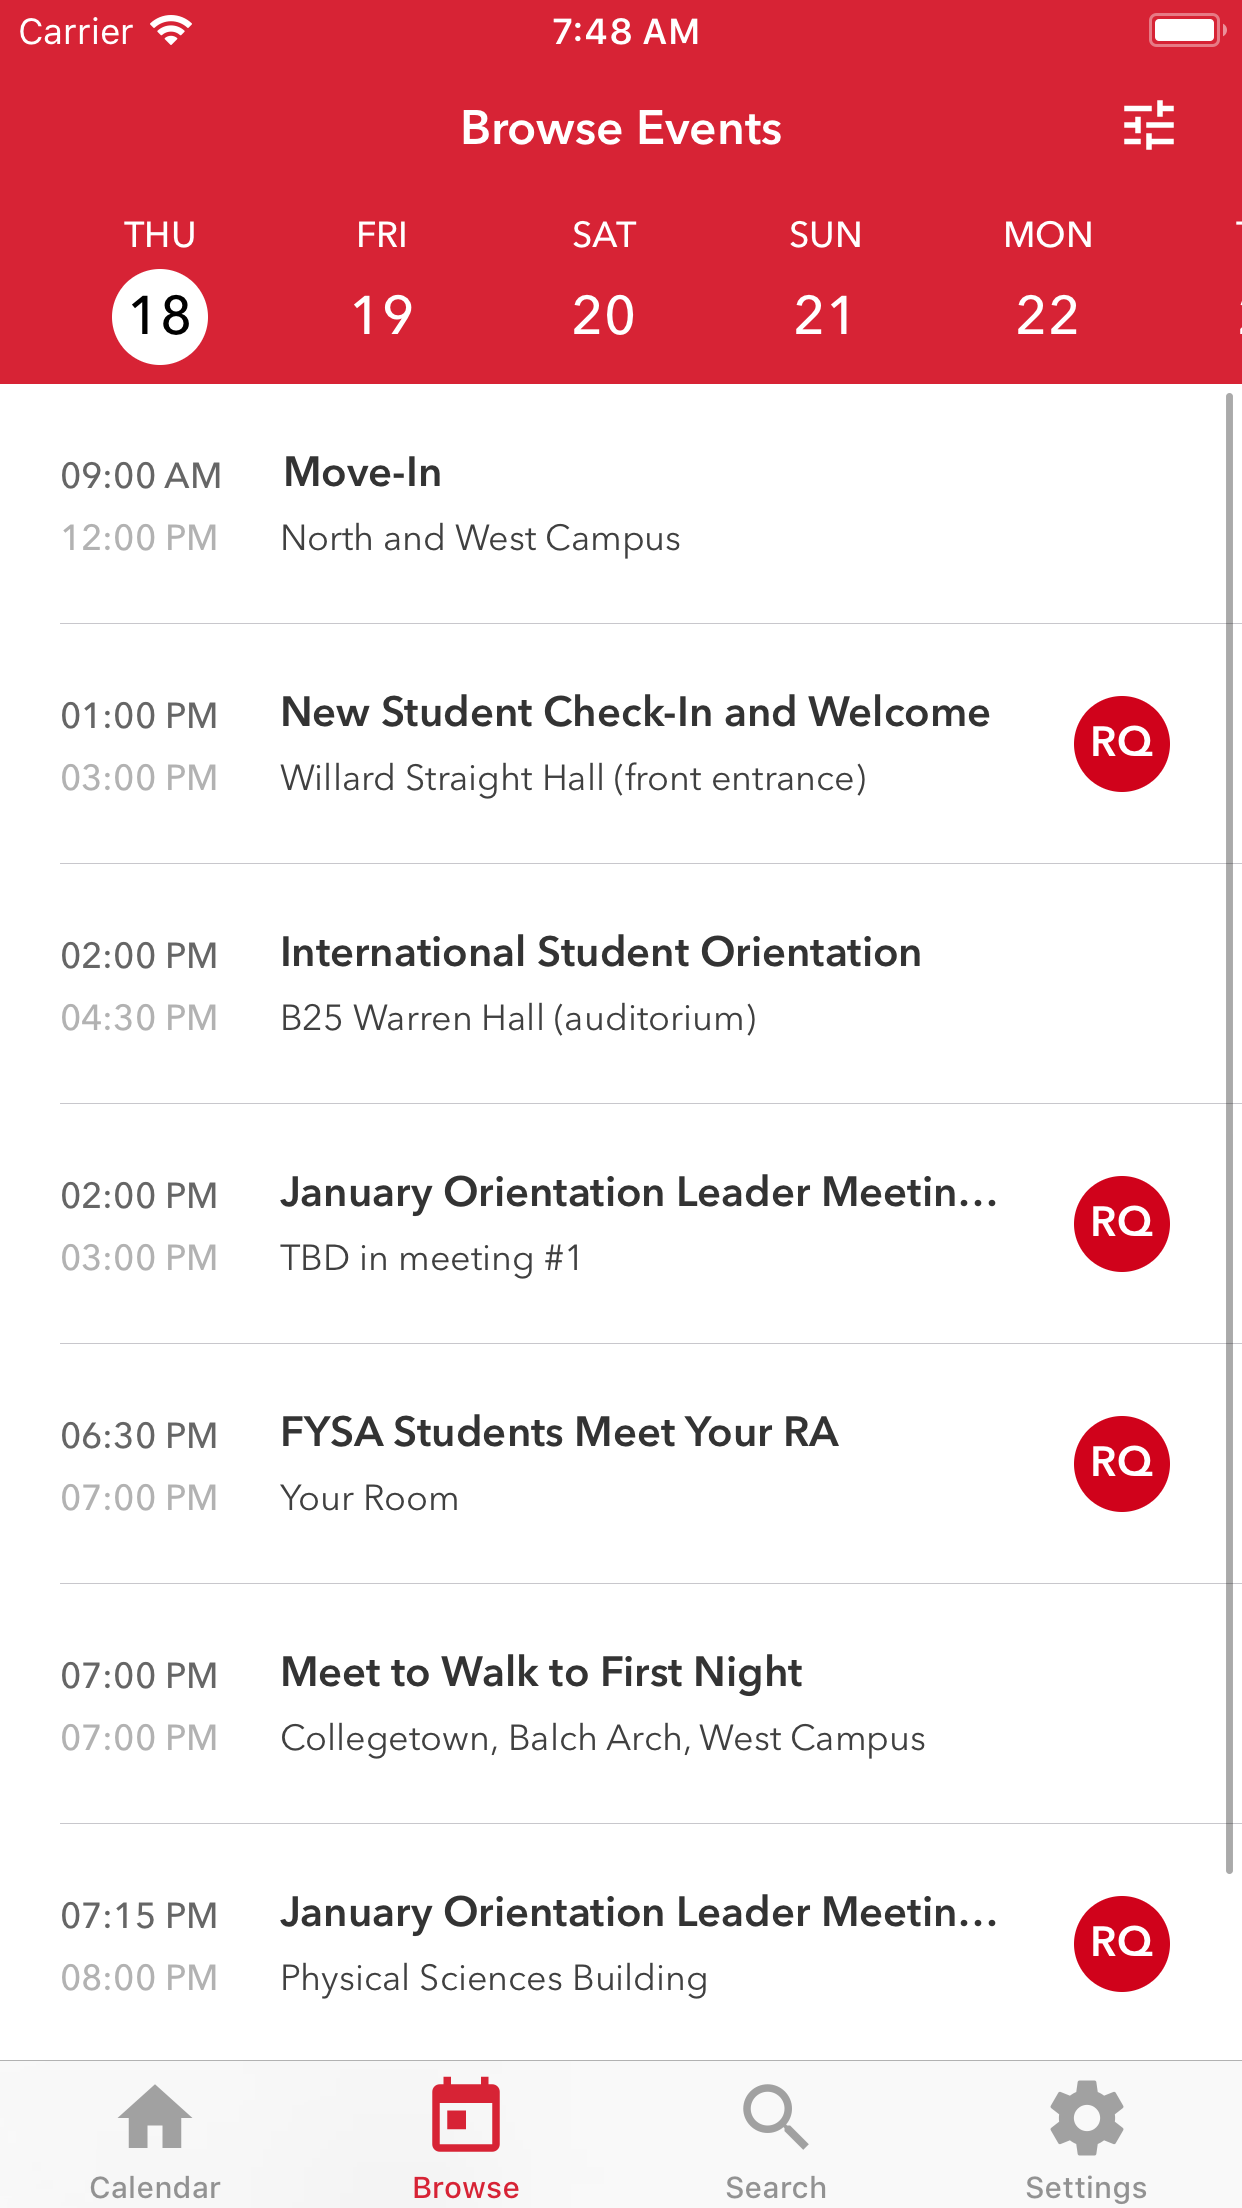 Carrier 7:48 AM
Browse Events
THU FRI SAT SUN MON
18 19 20 21 22
09:00 AM Move-In
12:00 PM North and West Campus
01:00 PM New Student Check-In and Welcome RQ
03:00 PM Willard Straight Hall (front entrance)
02:00 PM International Student Orientation
04:30 PM B25 Warren Hall (auditorium)
02:00 PM January Orientation Leader Meetin... RQ
03:00 PM TBD in meeting #1
06:30 PM FYSA Students Meet Your RA RQ
07:00 PM Your Room
07:00 PM Meet to Walk to First Night
07:00 PM Collegetown, Balch Arch, West Campus
07:15 PM January Orientation Leader Meetin... RQ
08:00 PM Physical Sciences Building
Calendar Browse Search Settings